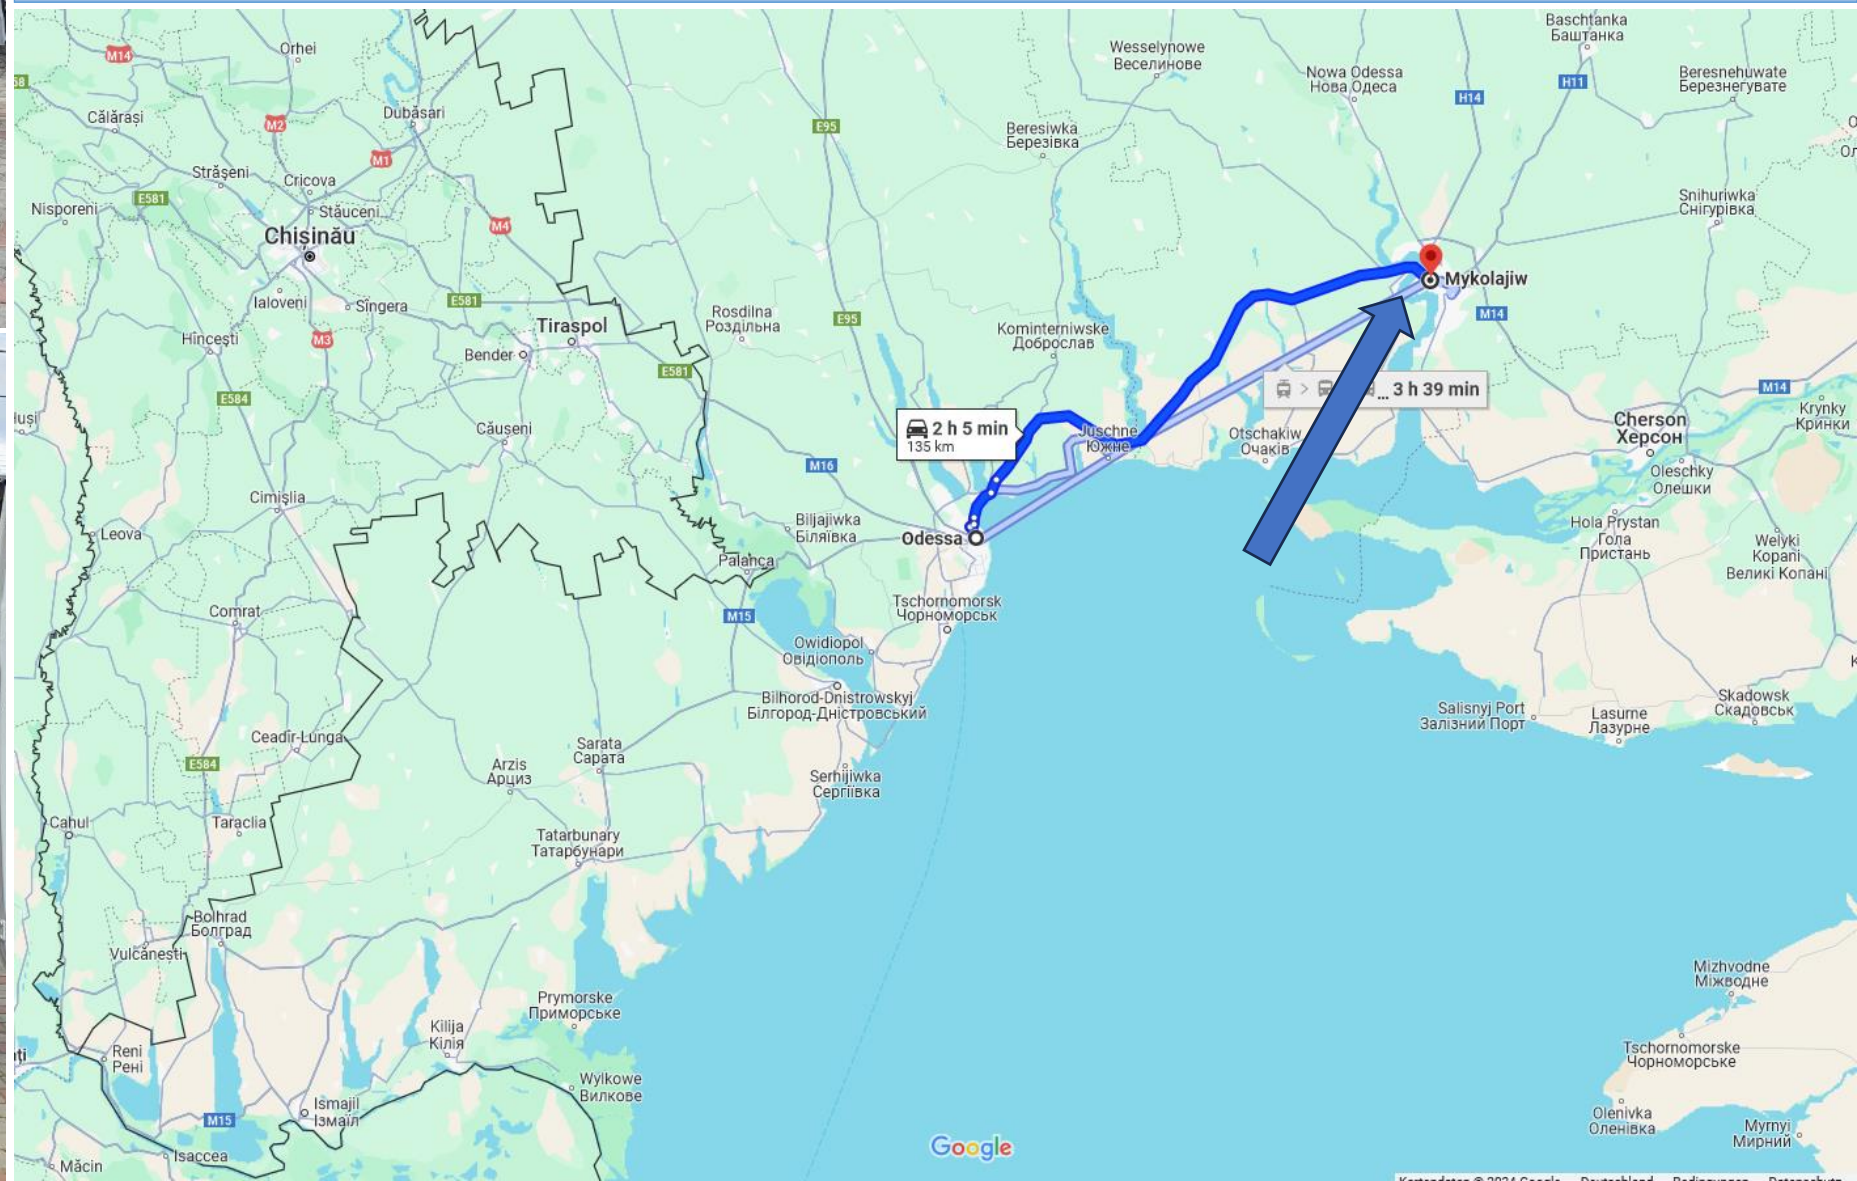 Baschtanka
Баштанка
Orhei
M14
Wesselynowe
Веселинове
Nowa Odessa
Нова Одеса
H11
Beresnehuwate
Березнегувате
58
H14
Dubăsari
Călărași
M2
E95
Beresiwka
Березівка
M1
Strășeni
Cricova
E581
Nisporeni
Stăuceni
M4
Snihuriwka
Снігурівка
Chișinău
Mykolajiw
Ialoveni
Sîngera
E581
Rosdilna
Роздільна
E95
M14
Tiraspol
Kominterniwske
Доброслав
Hîncești
M3
Bender
E581
3 h 39 min
M14
E584
Krynky
Кринки
Cherson
Херсон
2 h 5 min
135 km
Juschne
Южне
Otschakiw
Очаків
Căușeni
M16
Oleschky
Олешки
Cimișlia
Leova
Biljajiwka
Біляївка
Odessa
Hola Prystan
Гола
Пристань
Welyki
Kopani
Великі Копані
Palanca
Comrat
M15
Tschornomorsk
Чорноморськ
Owidiopol
Овідіополь
Bilhorod-Dnistrowskyj
Білгород-Дністровський
Skadowsk
Скадовськ
Salisnyj Port
Залізний Порт
Lasurne
Лазурне
Ceadîr-Lunga
E584
Sarata
Сарата
Arzis
Арциз
Serhijiwka
Сергіївка
Cahul
Taraclia
Tatarbunary
Татарбунари
Bolhrad
Болград
Vulcănești
Mizhvodne
Міжводне
Prymorske
Приморське
Kilija
Кілія
Reni
Рені
Tschornomorske
Чорноморське
Wylkowe
Вилкове
Ismajil
Ізмаїл
M15
Olenivka
Оленівка
Myrnyi
Мирний
Google
Isaccea
Măcin